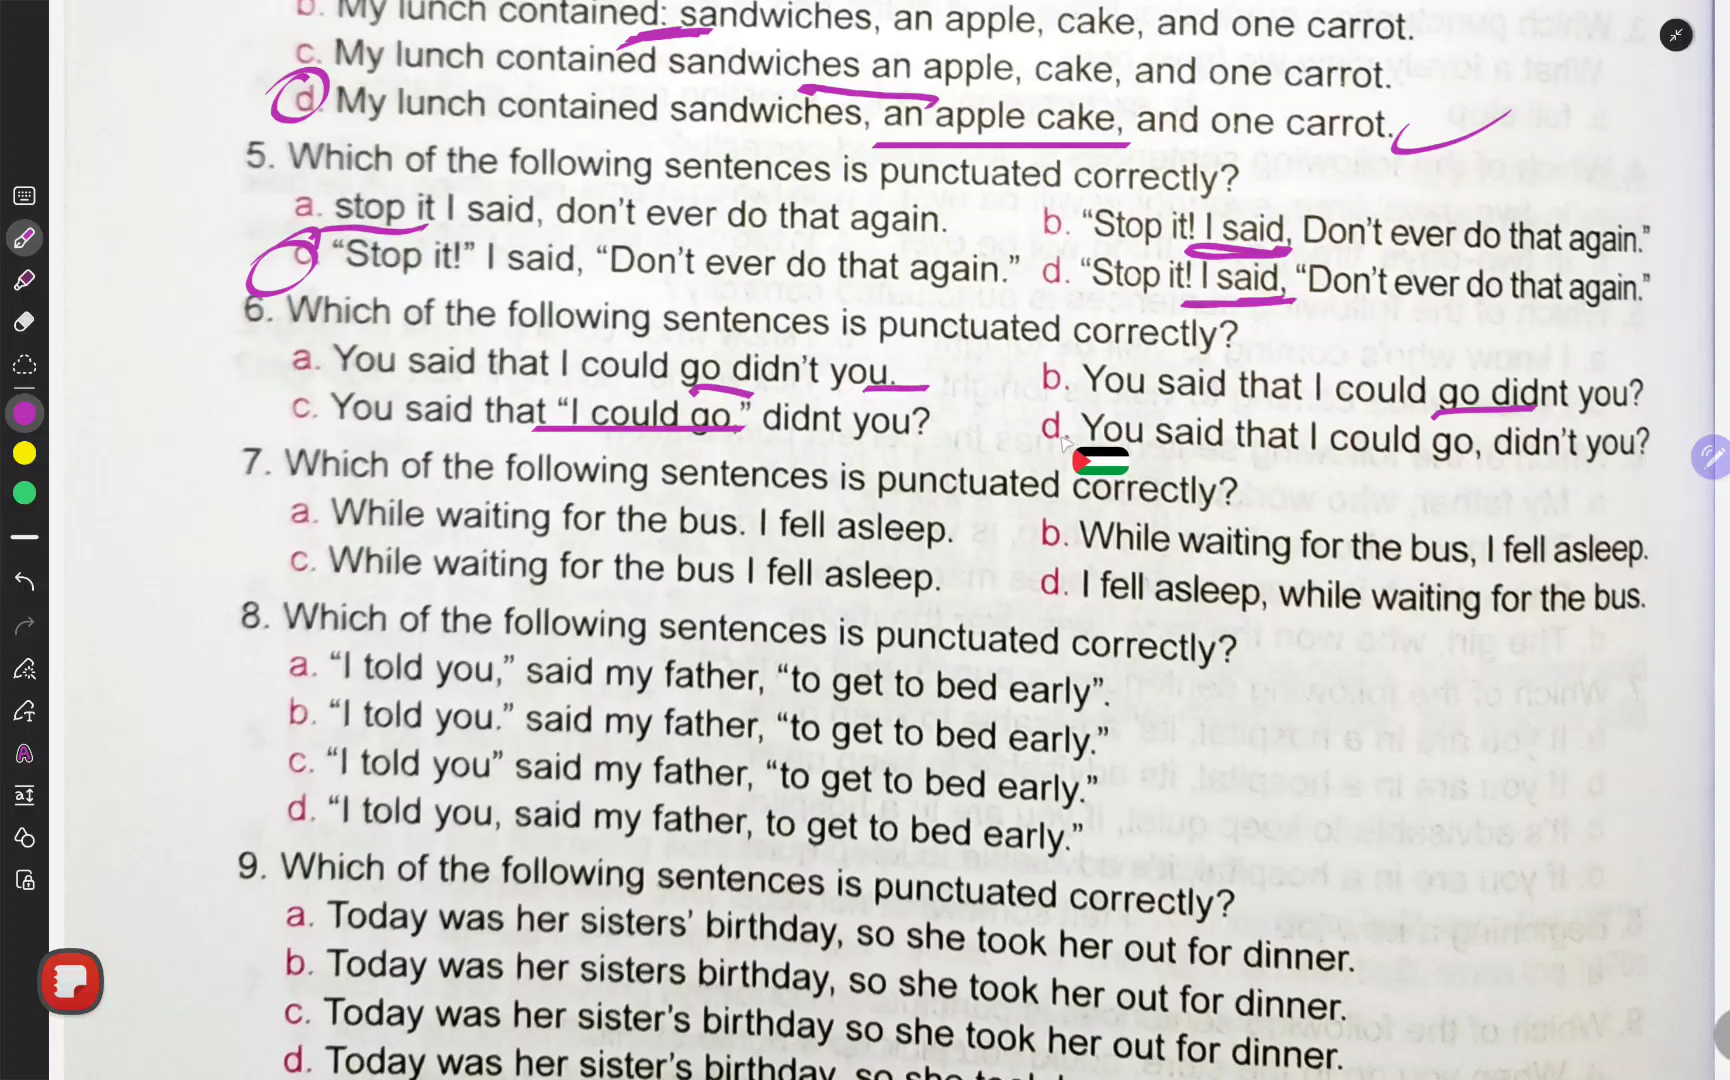 b. My lunch contained: sandwiches, an apple, cake, and one carrot.
c. My lunch contained sandwiches an apple, cake, and one carrot.
d. My lunch contained sandwiches, an apple cake, and one carrot.
5. Which of the following sentences is punctuated correctly?
a. stop it I said, don't ever do that again.
b. “Stop it! I said, Don't ever do that again.”
c. “Stop it!” I said, “Don't ever do that again.”
d. “Stop it! I said, “Don't ever do that again.”
6. Which of the following sentences is punctuated correctly?
a. You said that I could go didn't you.
b. You said that I could go didnt you?
c. You said that “I could go,” didnt you?
d. You said that I could go, didn't you?
7. Which of the following sentences is punctuated correctly?
a. While waiting for the bus. I fell asleep.
b. While waiting for the bus, I fell asleep.
c. While waiting for the bus I fell asleep.
d. I fell asleep, while waiting for the bus.
8. Which of the following sentences is punctuated correctly?
a. “I told you,” said my father, “to get to bed early”.
b. “I told you.” said my father, “to get to bed early.”
c. “I told you” said my father, “to get to bed early.”
d. “I told you, said my father, to get to bed early.”
9. Which of the following sentences is punctuated correctly?
a. Today was her sisters' birthday, so she took her out for dinner.
b. Today was her sisters birthday, so she took her out for dinner.
c. Today was her sister's birthday so she took her out for dinner.
d. Today was her sister's birthday, so she took h